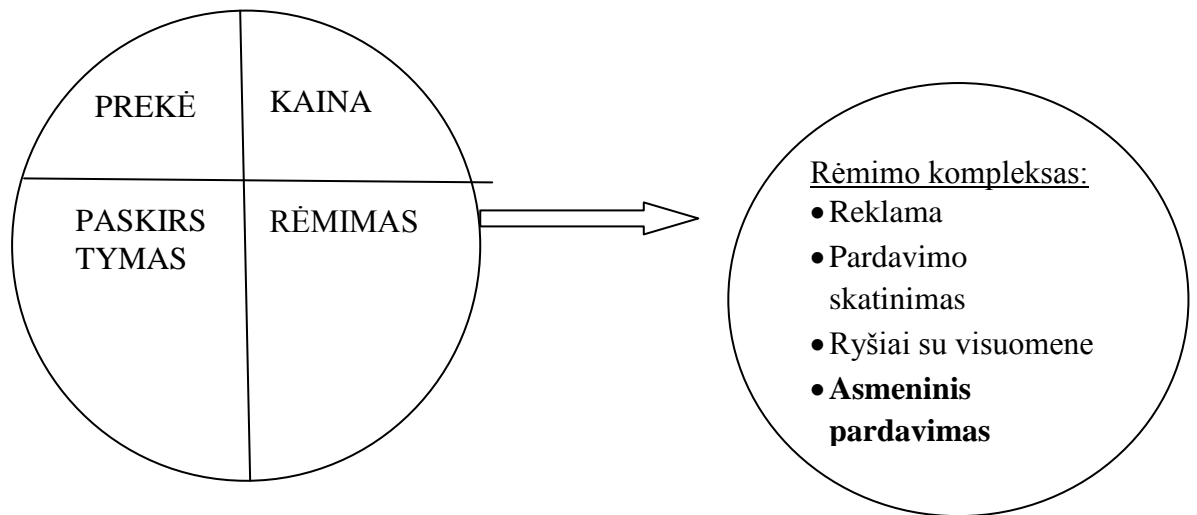 PREKĖ
KAINA
PASKIRS
TYMAS
RĖMIMAS
Rėmimo kompleksas:
•Reklama
•Pardavimo
skatinimas
•Ryšiai su visuomene
•Asmeninis
pardavimas